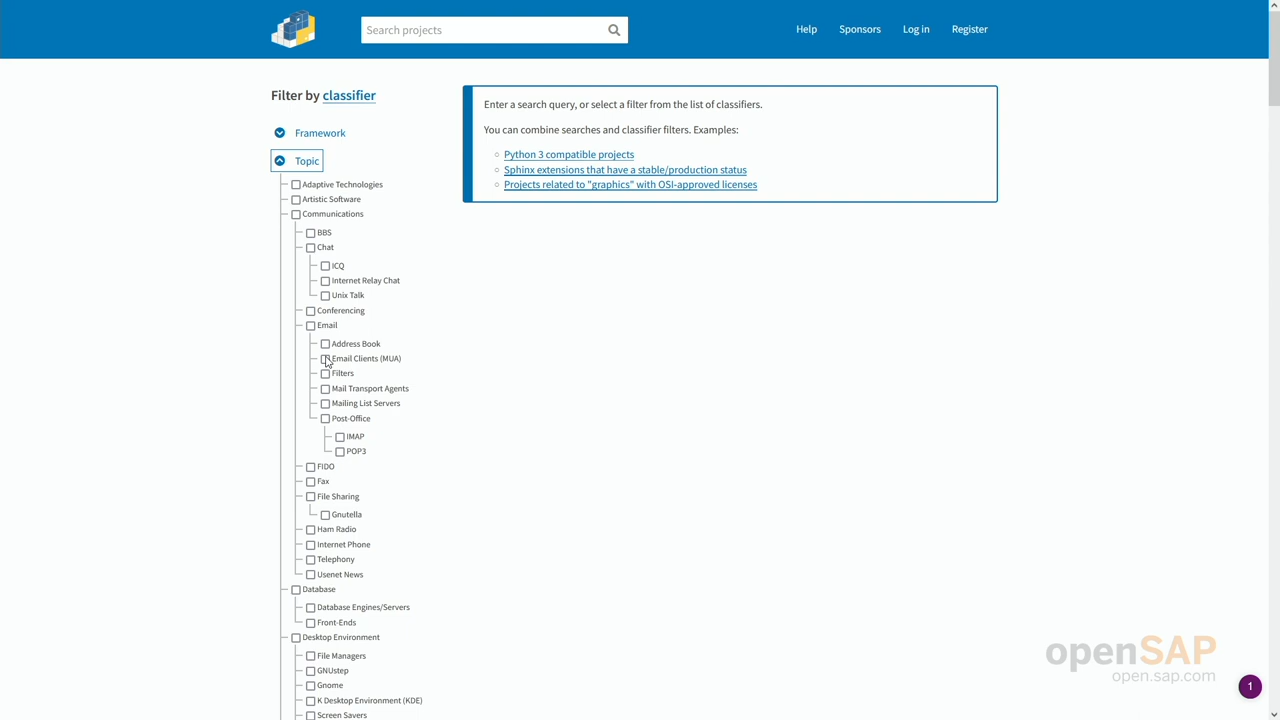 Search projects
Help
Sponsors
Log in
Register
Filter by classifier
Enter a search query, or select a filter from the list of classifiers.
You can combine searches and classifier filters. Examples:
Python 3 compatible projects
Sphinx extensions that have a stable/production status
Projects related to "graphics" with OSI-approved licenses
Framework
Topic
Adaptive Technologies
Artistic Software
Communications
BBS
Chat
ICQ
Internet Relay Chat
Unix Talk
Conferencing
Email
Address Book
Email Clients (MUA)
Filters
Mail Transport Agents
Mailing List Servers
Post-Office
IMAP
POP3
FIDO
Fax
File Sharing
Gnutella
Ham Radio
Internet Phone
Telephony
Usenet News
Database
Database Engines/Servers
Front-Ends
Desktop Environment
File Managers
GNUstep
Gnome
K Desktop Environment (KDE)
Screen Savers
openSAP
open.sap.com
1